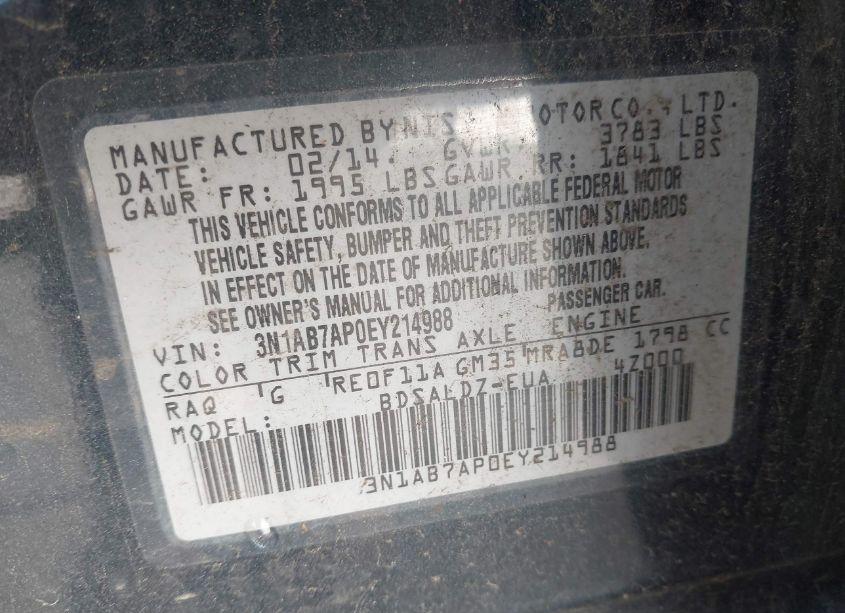 MANUFACTURED BY NIS OTOR CO., LTD.
DATE: 02/14. GVWR: 3783 LBS
GAWR FR: 1995 LBS GAWR RR: 1841 LBS
THIS VEHICLE CONFORMS TO ALL APPLICABLE FEDERAL MOTOR
VEHICLE SAFETY, BUMPER AND THEFT PREVENTION STANDARDS
IN EFFECT ON THE DATE OF MANUFACTURE SHOWN ABOVE.
SEE OWNER'S MANUAL FOR ADDITIONAL INFORMATION.
VIN: 3N1AB7AP0EY214988 PASSENGER CAR.
COLOR TRIM TRANS AXLE ENGINE
RAQ G RE0F11A GM35 MRA8DE 1798 CC
MODEL: BDSALDZ-EUA 4Z000
3N1AB7AP0EY214988